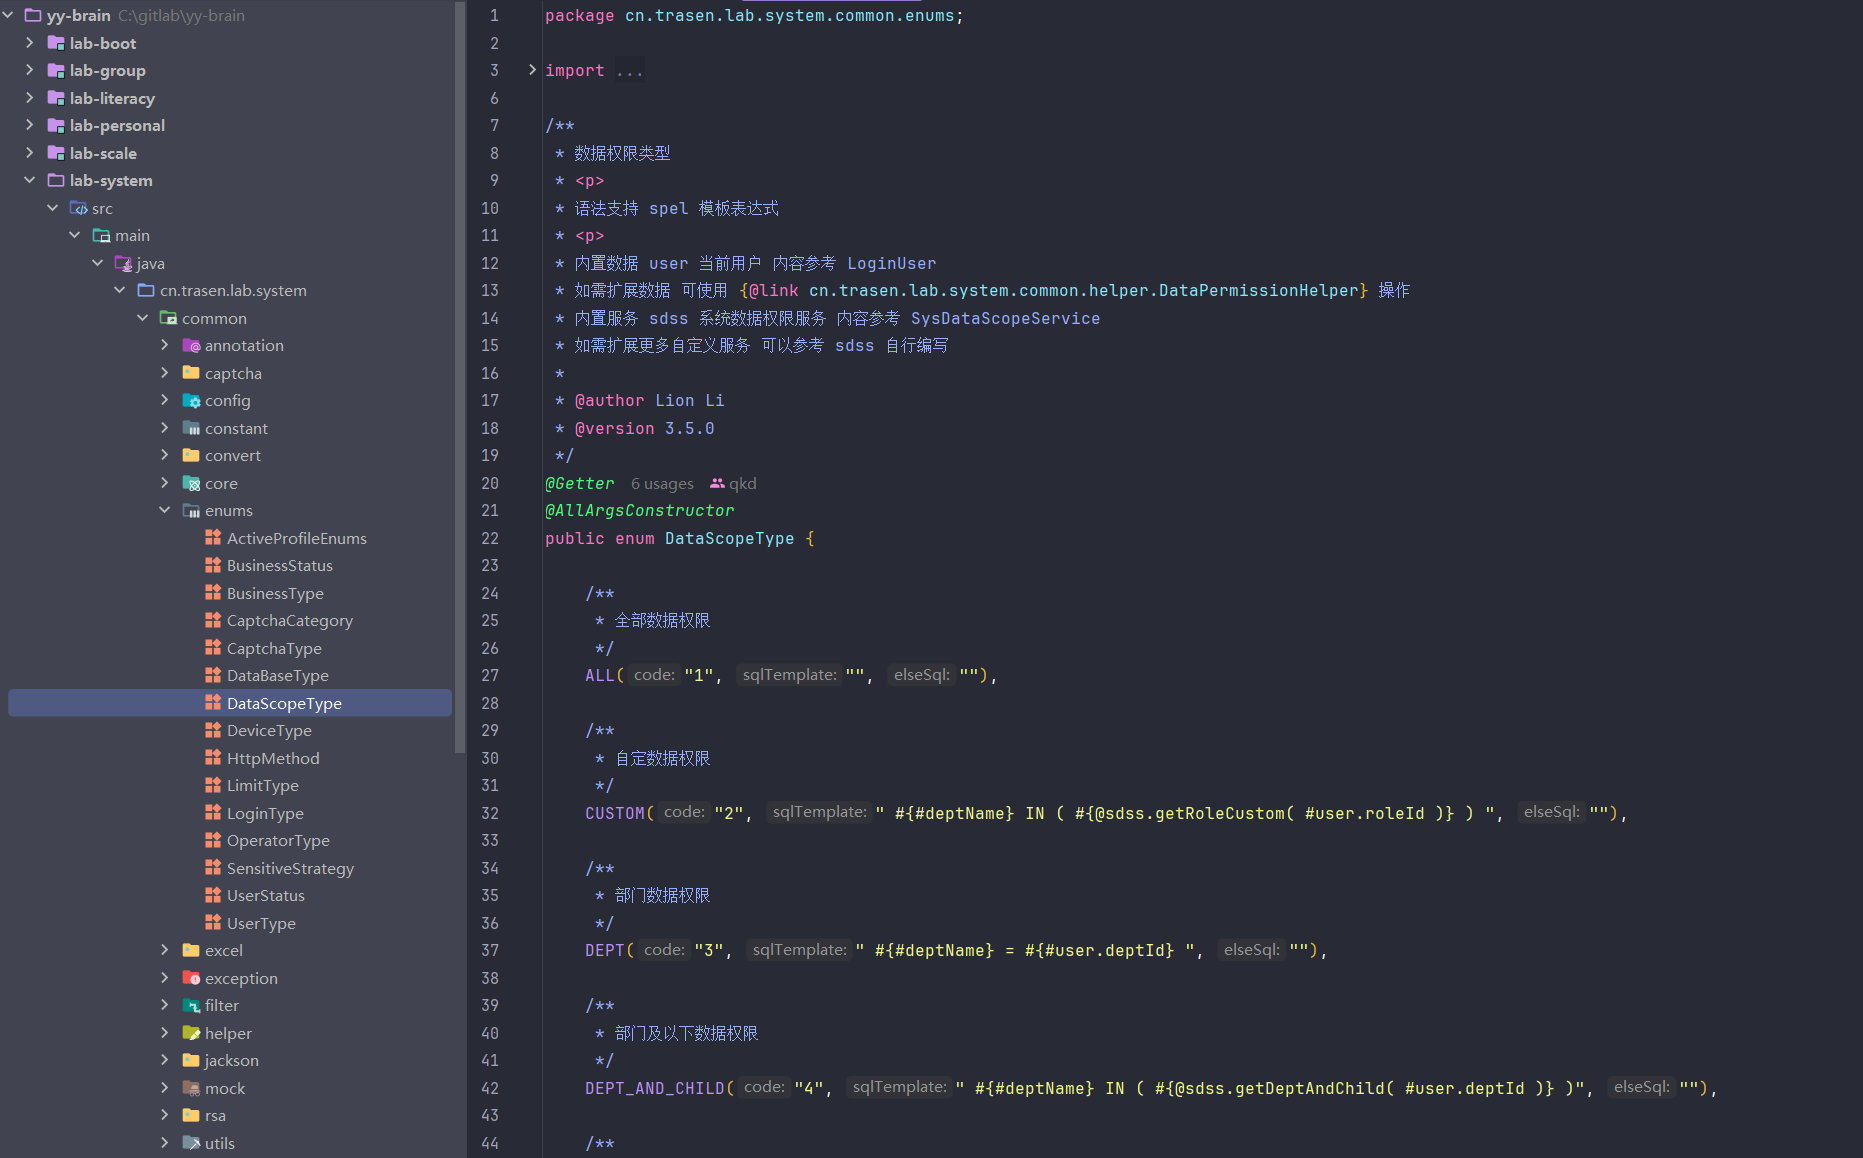 yy-brain C:\gitlab\yy-brain
lab-boot
lab-group
lab-literacy
lab-personal
lab-scale
lab-system
src
main
java
cn.trasen.lab.system
common
annotation
captcha
config
constant
convert
core
enums
ActiveProfileEnums
BusinessStatus
BusinessType
CaptchaCategory
CaptchaType
DataBaseType
DataScopeType
DeviceType
HttpMethod
LimitType
LoginType
OperatorType
SensitiveStrategy
UserStatus
UserType
excel
exception
filter
helper
jackson
mock
rsa
utils
1 package cn.trasen.lab.system.common.enums;
2
3 import ...
6
7 /**
8 * 数据权限类型
9 * <p>
10 * 语法支持 spel 模板表达式
11 * <p>
12 * 内置数据 user 当前用户 内容参考 LoginUser
13 * 如需扩展数据 可使用 {@link cn.trasen.lab.system.common.helper.DataPermissionHelper} 操作
14 * 内置服务 sdss 系统数据权限服务 内容参考 SysDataScopeService
15 * 如需扩展更多自定义服务 可以参考 sdss 自行编写
16 *
17 * @author Lion Li
18 * @version 3.5.0
19 */
20 @Getter 6 usages qkd
21 @AllArgsConstructor
22 public enum DataScopeType {
23
24 /**
25 * 全部数据权限
26 */
27 ALL( code: "1", sqlTemplate: "", elseSql: ""),
28
29 /**
30 * 自定数据权限
31 */
32 CUSTOM( code: "2", sqlTemplate: " #{#deptName} IN ( #{@sdss.getRoleCustom( #user.roleId )} ) ", elseSql: ""),
33
34 /**
35 * 部门数据权限
36 */
37 DEPT( code: "3", sqlTemplate: " #{#deptName} = #{#user.deptId} ", elseSql: ""),
38
39 /**
40 * 部门及以下数据权限
41 */
42 DEPT_AND_CHILD( code: "4", sqlTemplate: " #{#deptName} IN ( #{@sdss.getDeptAndChild( #user.deptId )} )", elseSql: ""),
43
44 /**